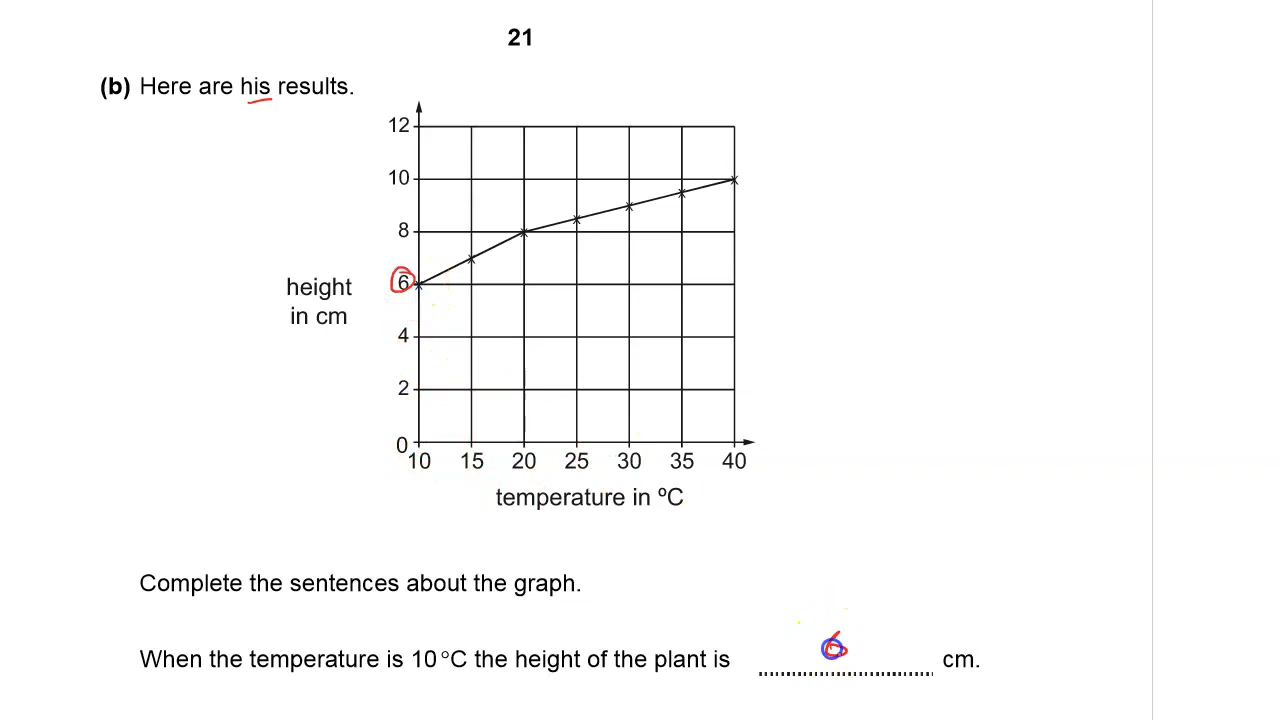 21
(b) Here are his results.
12
10
8
6
4
2
0
height
in cm
10 15 20 25 30 35 40
temperature in ºC
Complete the sentences about the graph.
When the temperature is 10 °C the height of the plant is 6 cm.